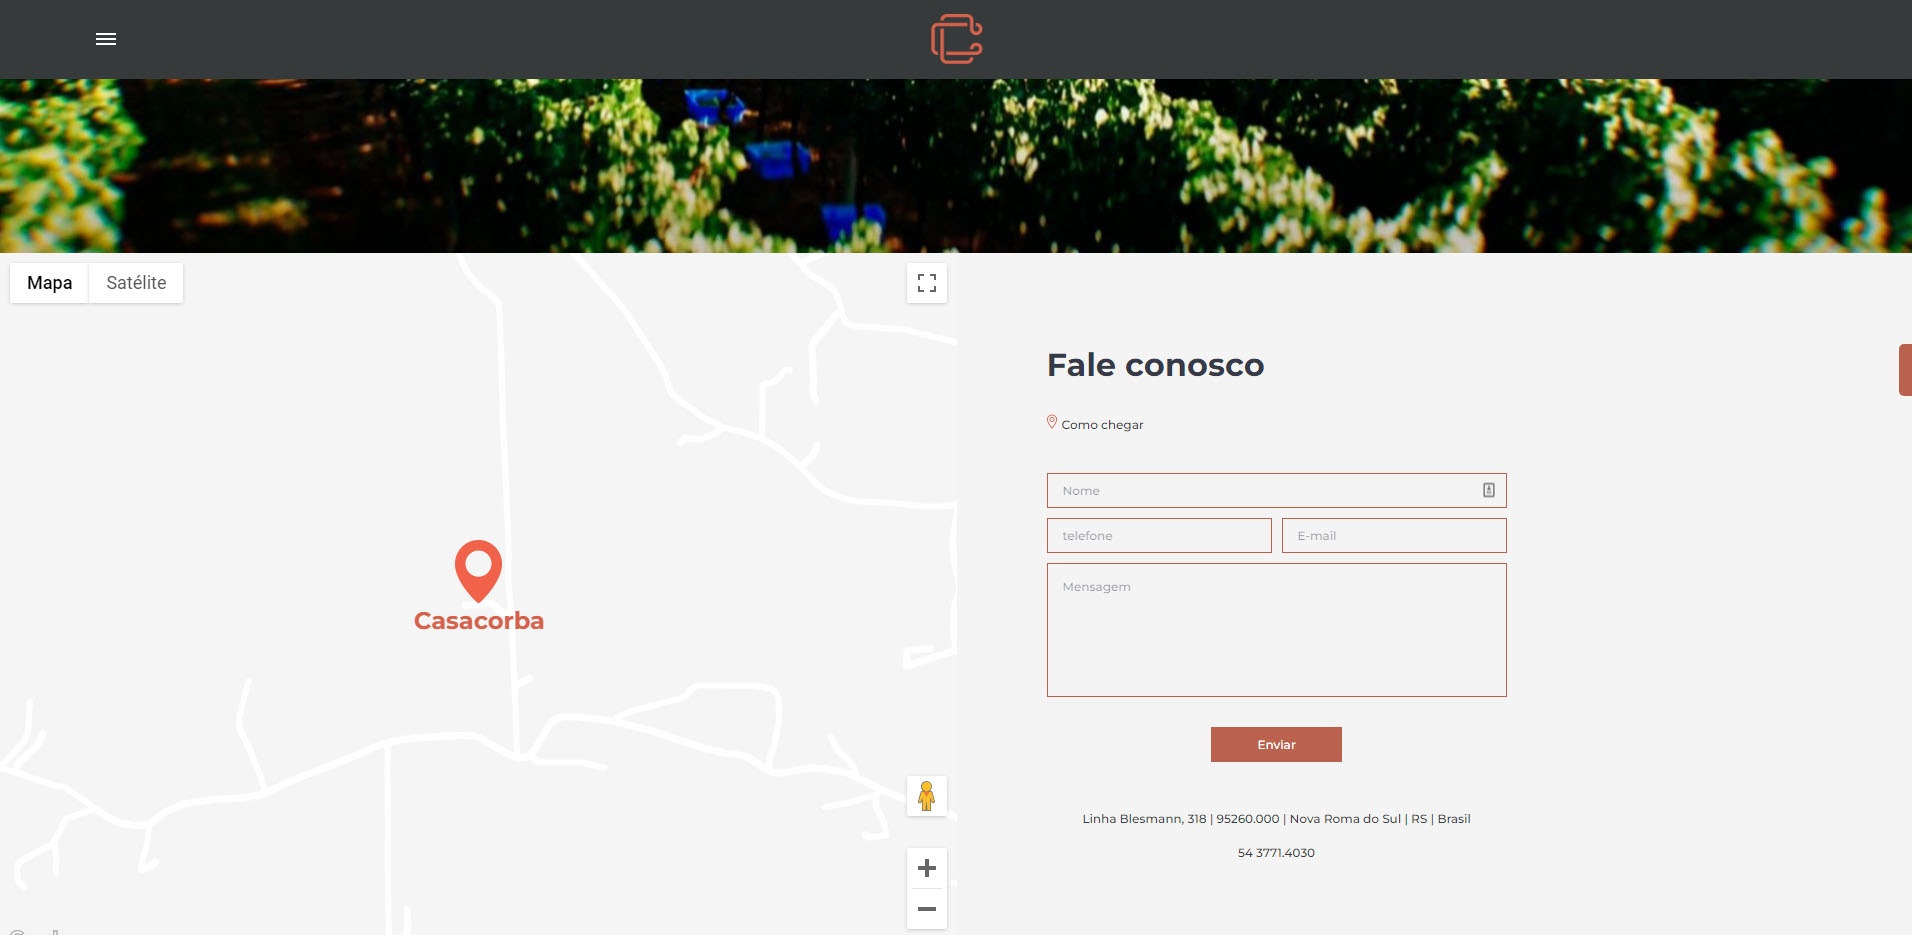 Mapa
Satélite
Casacorba
Fale conosco
Como chegar
Nome
telefone
E-mail
Mensagem
Enviar
Linha Blesmann, 318 | 95260.000 | Nova Roma do Sul | RS | Brasil
54 3771.4030